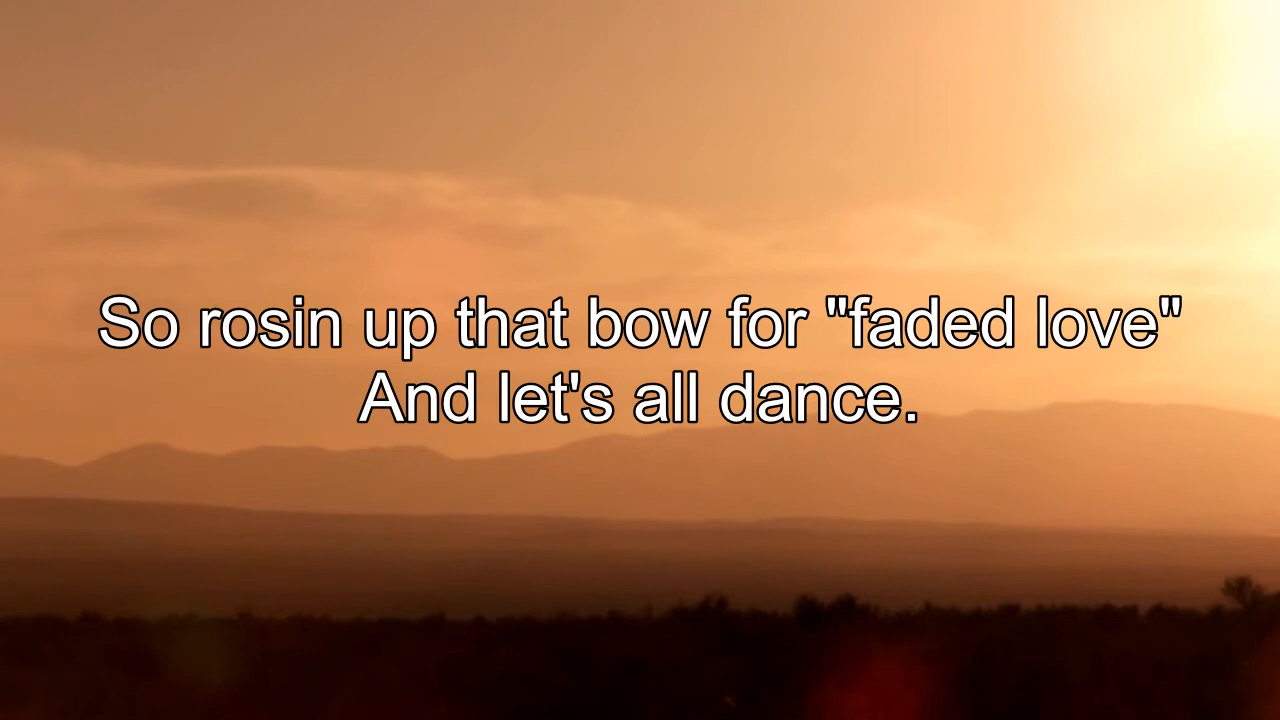 So rosin up that bow for "faded love"
And let's all dance.